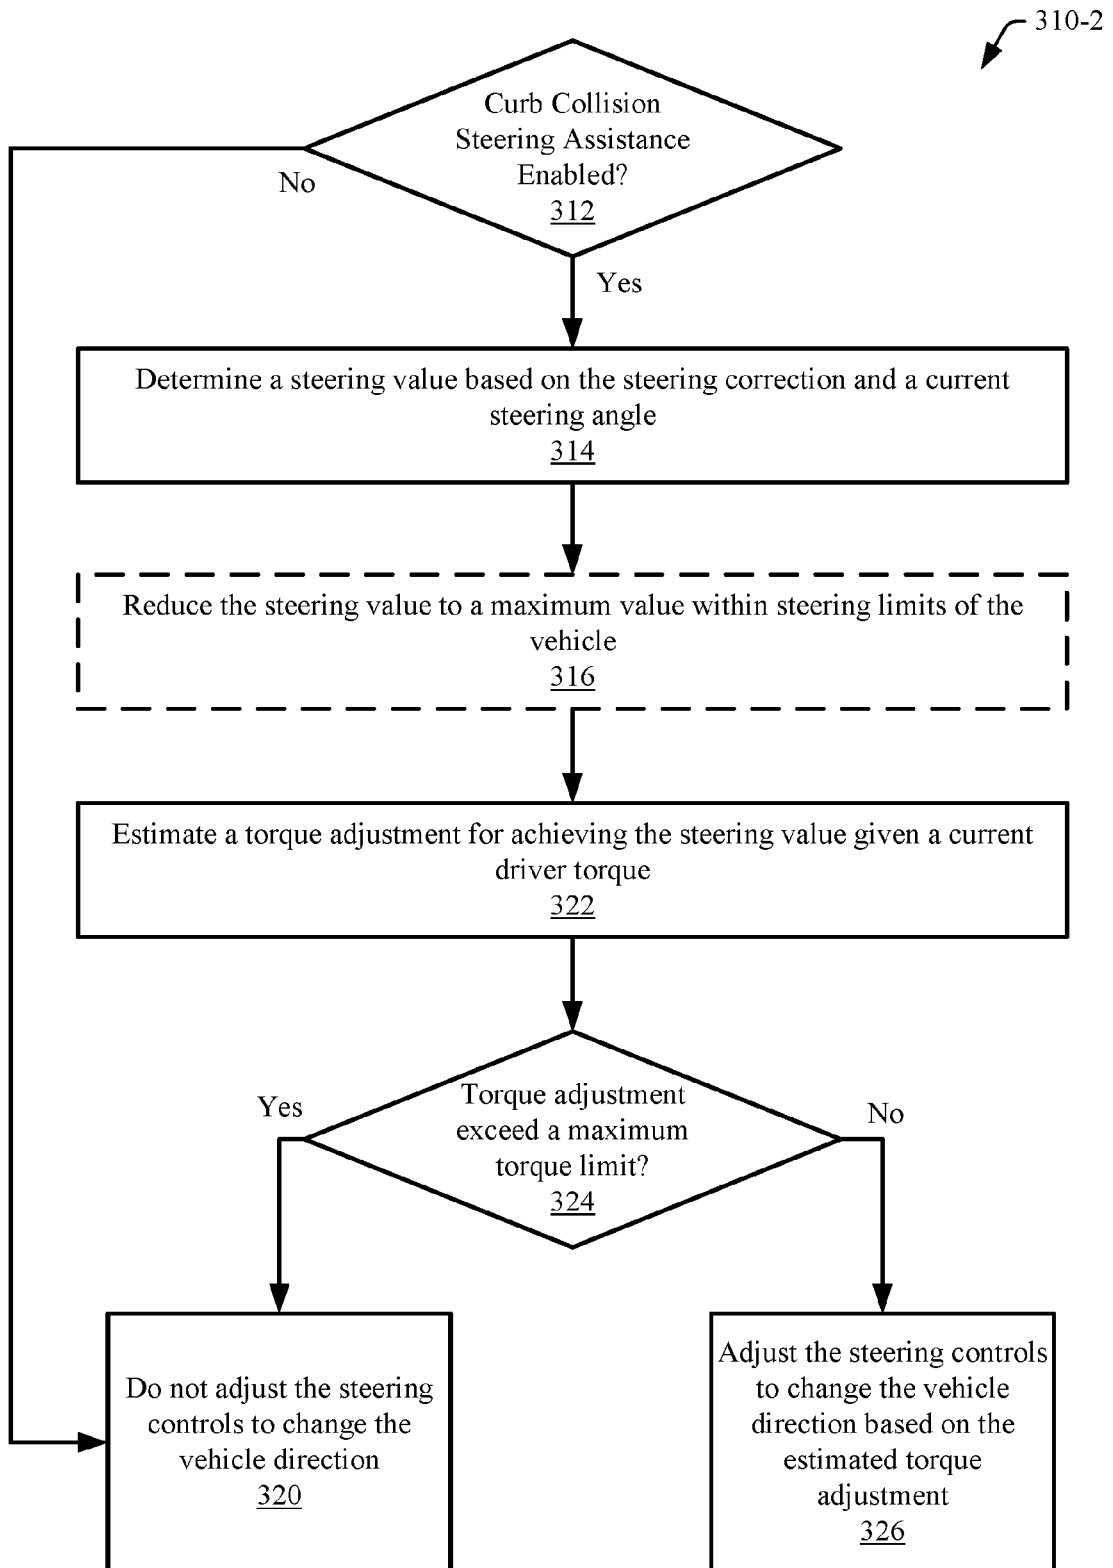 310-2
Curb Collision
Steering Assistance
Enabled?
312
No
Yes
Determine a steering value based on the steering correction and a current
steering angle
314
Reduce the steering value to a maximum value within steering limits of the
vehicle
316
Estimate a torque adjustment for achieving the steering value given a current
driver torque
322
Torque adjustment
exceed a maximum
torque limit?
324
Yes
No
Do not adjust the steering
controls to change the
vehicle direction
320
Adjust the steering controls
to change the vehicle
direction based on the
estimated torque
adjustment
326